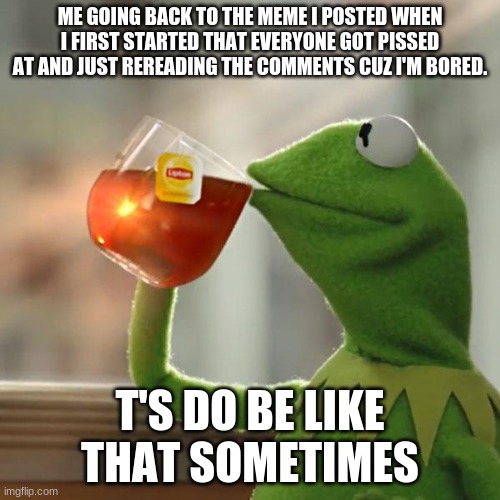 ME GOING BACK TO THE MEME I POSTED WHEN
I FIRST STARTED THAT EVERYONE GOT PISSED
AT AND JUST REREADING THE COMMENTS CUZ I'M BORED.
Lipton
T'S DO BE LIKE
THAT SOMETIMES
imgflip.com